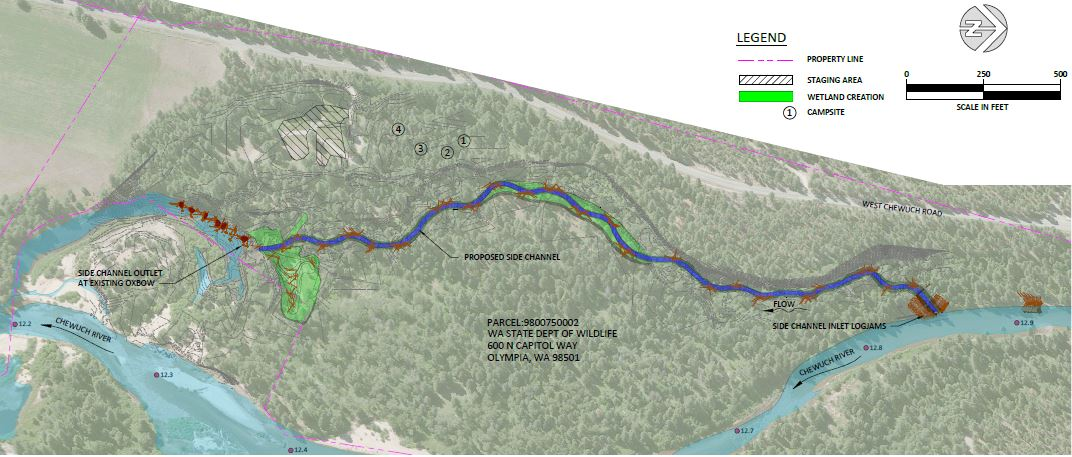 LEGEND
PROPERTY LINE
STAGING AREA
WETLAND CREATION
1 CAMPSITE
N
0 250 500
SCALE IN FEET
4
3
2
1
WEST CHEWUCH ROAD
PROPOSED SIDE CHANNEL
SIDE CHANNEL OUTLET
AT EXISTING OXBOW
FLOW
SIDE CHANNEL INLET LOGJAMS
PARCEL:9800750002
WA STATE DEPT OF WILDLIFE
600 N CAPITOL WAY
OLYMPIA, WA 98501
CHEWUCH RIVER
CHEWUCH RIVER
12.2
12.3
12.4
12.7
12.8
12.9